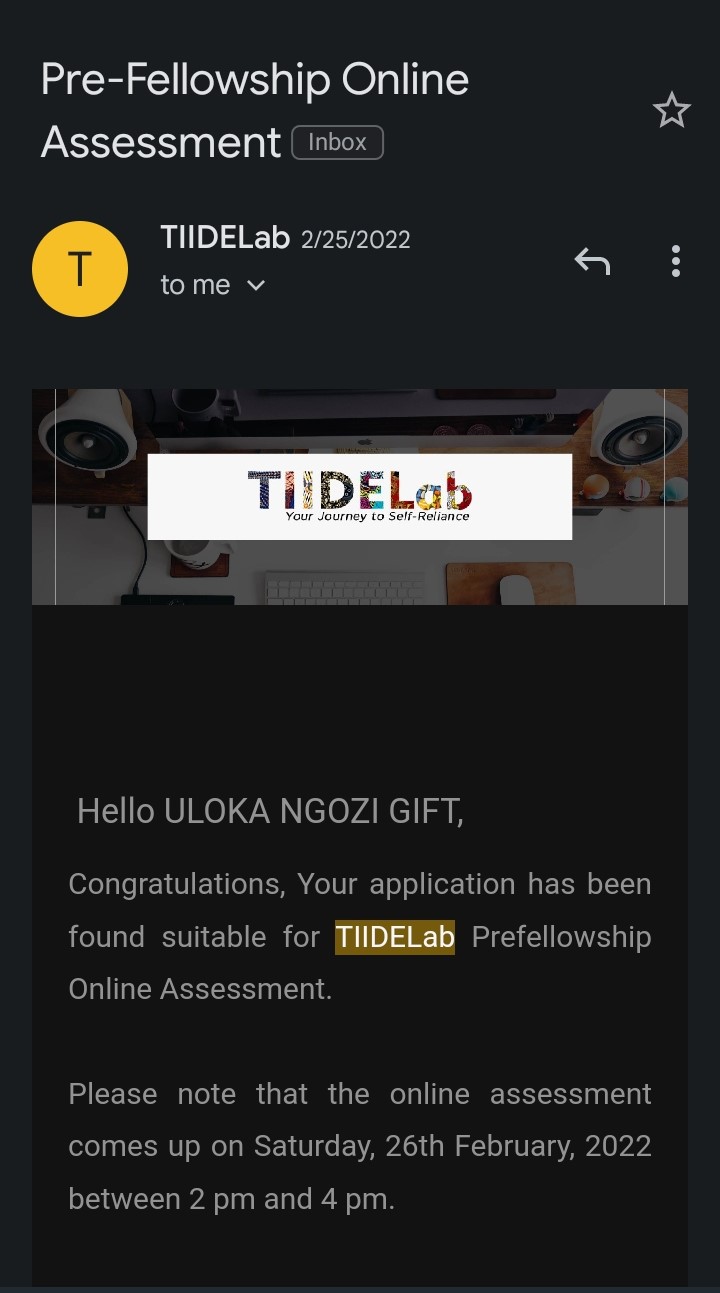 Pre-Fellowship Online
Assessment Inbox
T
TIIDELab 2/25/2022
to me
TIIDELab
Your Journey to Self-Reliance
Hello ULOKA NGOZI GIFT,
Congratulations, Your application has been
found suitable for TIIDELab Prefellowship
Online Assessment.
Please note that the online assessment
comes up on Saturday, 26th February, 2022
between 2 pm and 4 pm.